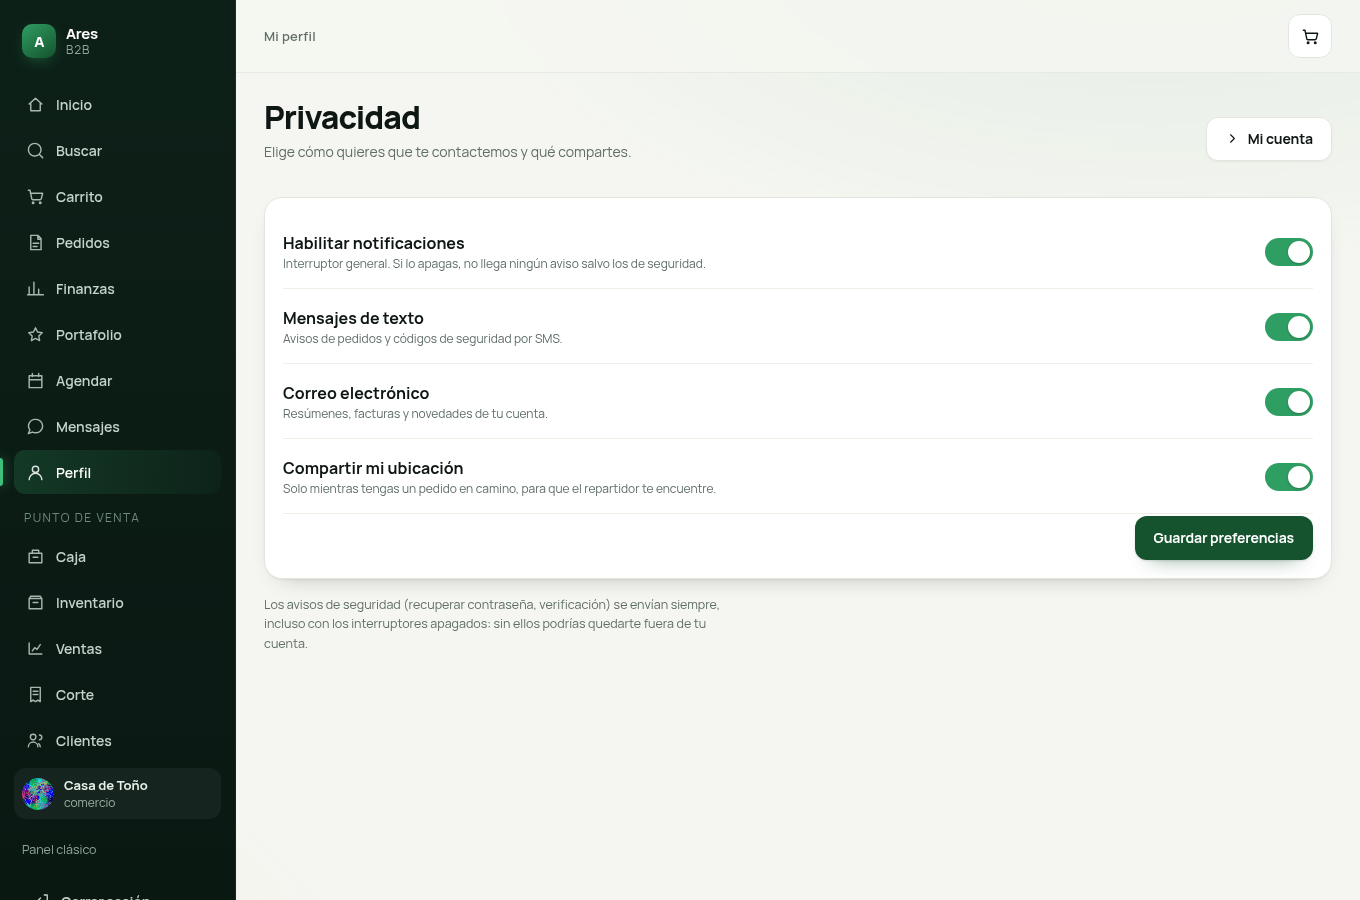 A
Ares
B2B
Inicio
Buscar
Carrito
Pedidos
Finanzas
Portafolio
Agendar
Mensajes
Perfil
PUNTO DE VENTA
Caja
Inventario
Ventas
Corte
Clientes
Casa de Toño
comercio
Panel clásico
Cerrar sesión
Mi perfil
Privacidad
Elige cómo quieres que te contactemos y qué compartes.
Mi cuenta
Habilitar notificaciones
Interruptor general. Si lo apagas, no llega ningún aviso salvo los de seguridad.
Mensajes de texto
Avisos de pedidos y códigos de seguridad por SMS.
Correo electrónico
Resúmenes, facturas y novedades de tu cuenta.
Compartir mi ubicación
Solo mientras tengas un pedido en camino, para que el repartidor te encuentre.
Guardar preferencias
Los avisos de seguridad (recuperar contraseña, verificación) se envían siempre,
incluso con los interruptores apagados: sin ellos podrías quedarte fuera de tu
cuenta.